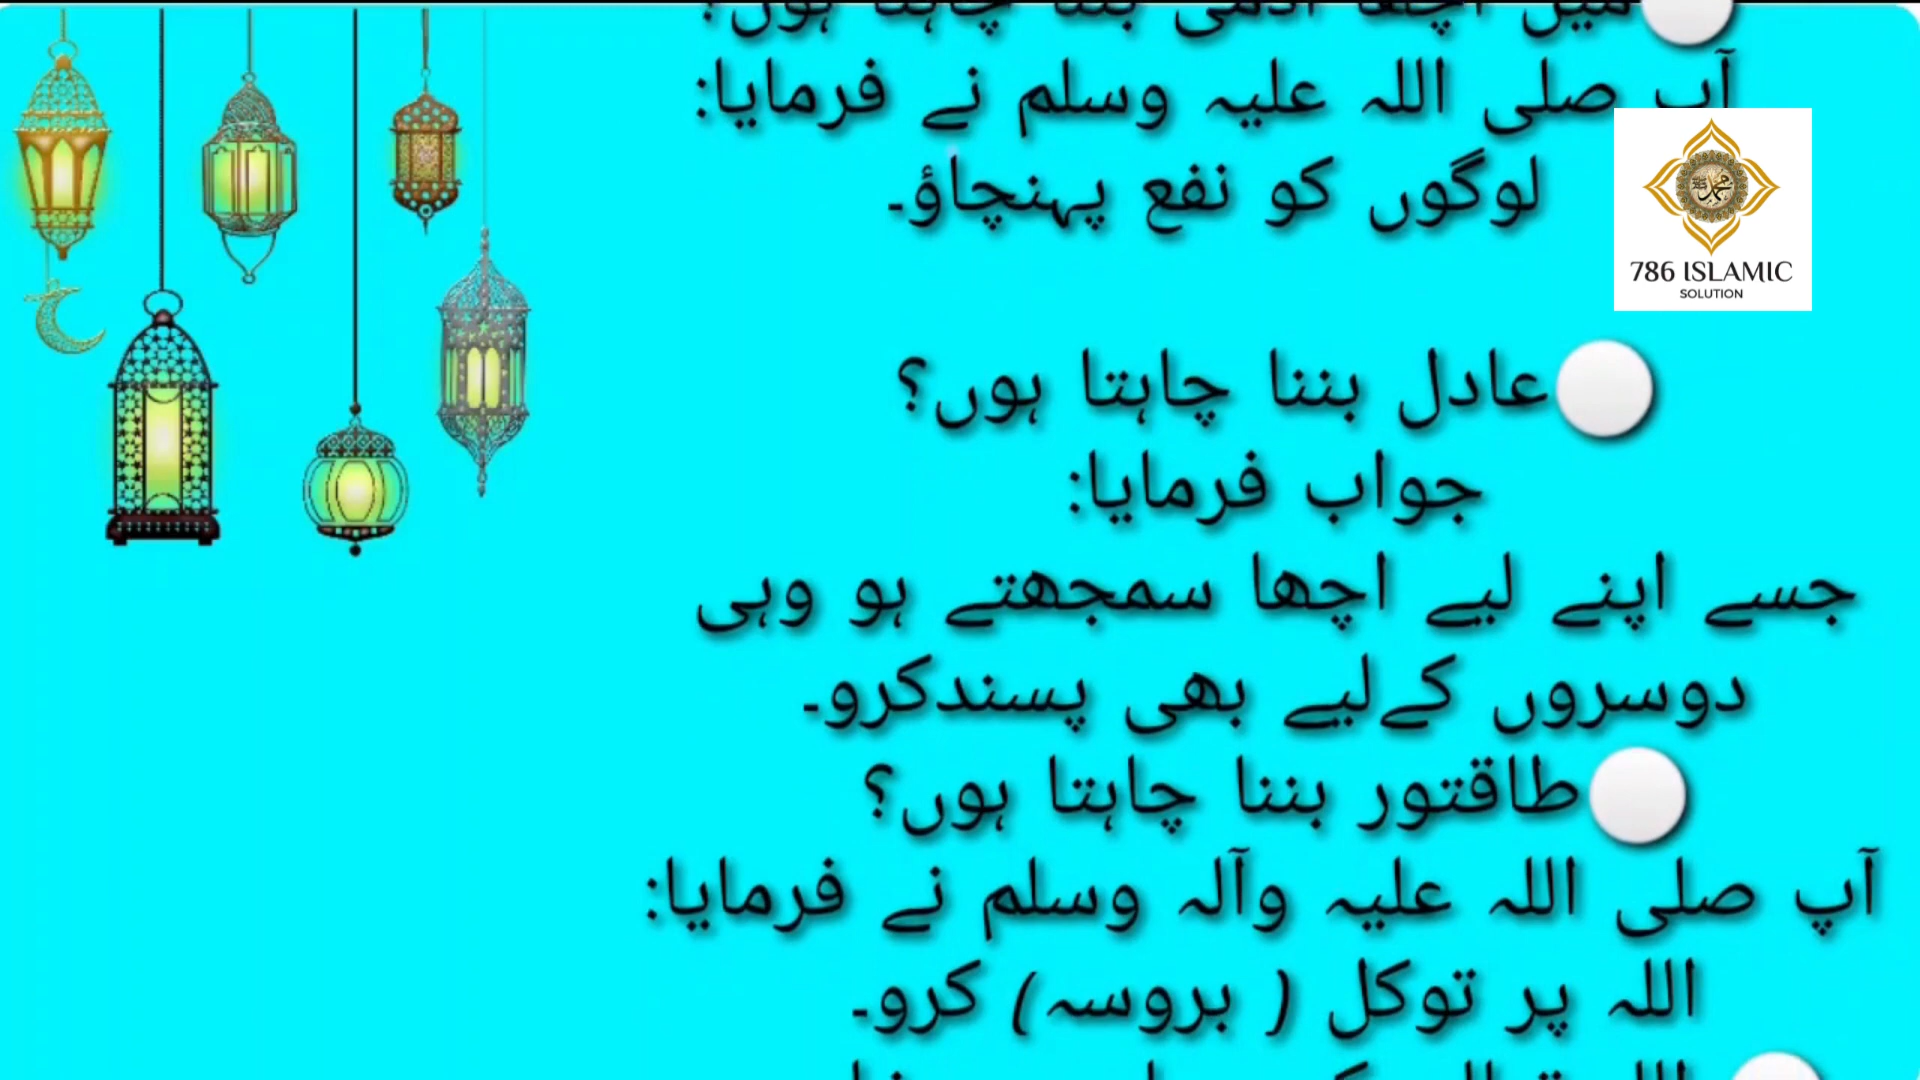 میں اچھا آدمی بننا چاہتا ہوں؟
آپ صلی اللہ علیہ وسلم نے فرمایا:
لوگوں کو نفع پہنچاؤ۔
786 ISLAMIC
SOLUTION
عادل بننا چاہتا ہوں؟
جواب فرمایا:
جسے اپنے لیے اچھا سمجھتے ہو وہی
دوسروں کےلیے بھی پسندکرو۔
طاقتور بننا چاہتا ہوں؟
آپ صلی اللہ علیہ وآلہ وسلم نے فرمایا:
اللہ پر توکل ( بروسہ) کرو۔